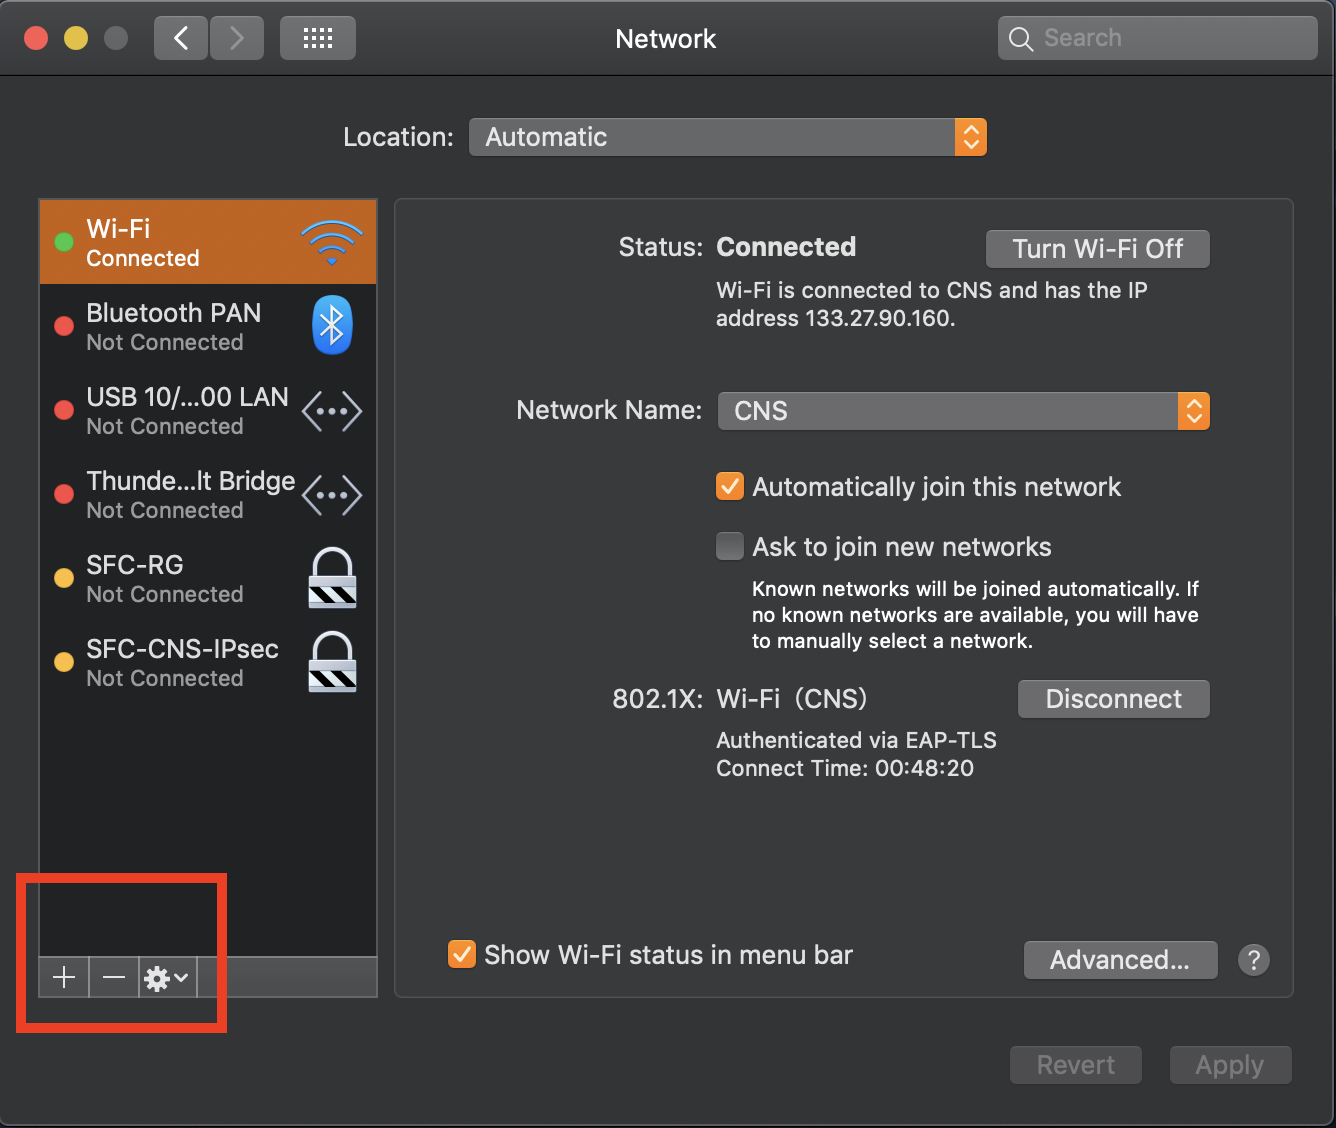 Network
Search
Location:
Automatic
Wi-Fi
Connected
Bluetooth PAN
Not Connected
USB 10/...00 LAN
Not Connected
Thunde...lt Bridge
Not Connected
SFC-RG
Not Connected
SFC-CNS-IPsec
Not Connected
Status: Connected
Turn Wi-Fi Off
Wi-Fi is connected to CNS and has the IP
address 133.27.90.160.
Network Name: CNS
Automatically join this network
Ask to join new networks
Known networks will be joined automatically. If
no known networks are available, you will have
to manually select a network.
802.1X: Wi-Fi（CNS）
Disconnect
Authenticated via EAP-TLS
Connect Time: 00:48:20
Show Wi-Fi status in menu bar
Advanced...
?
Revert
Apply